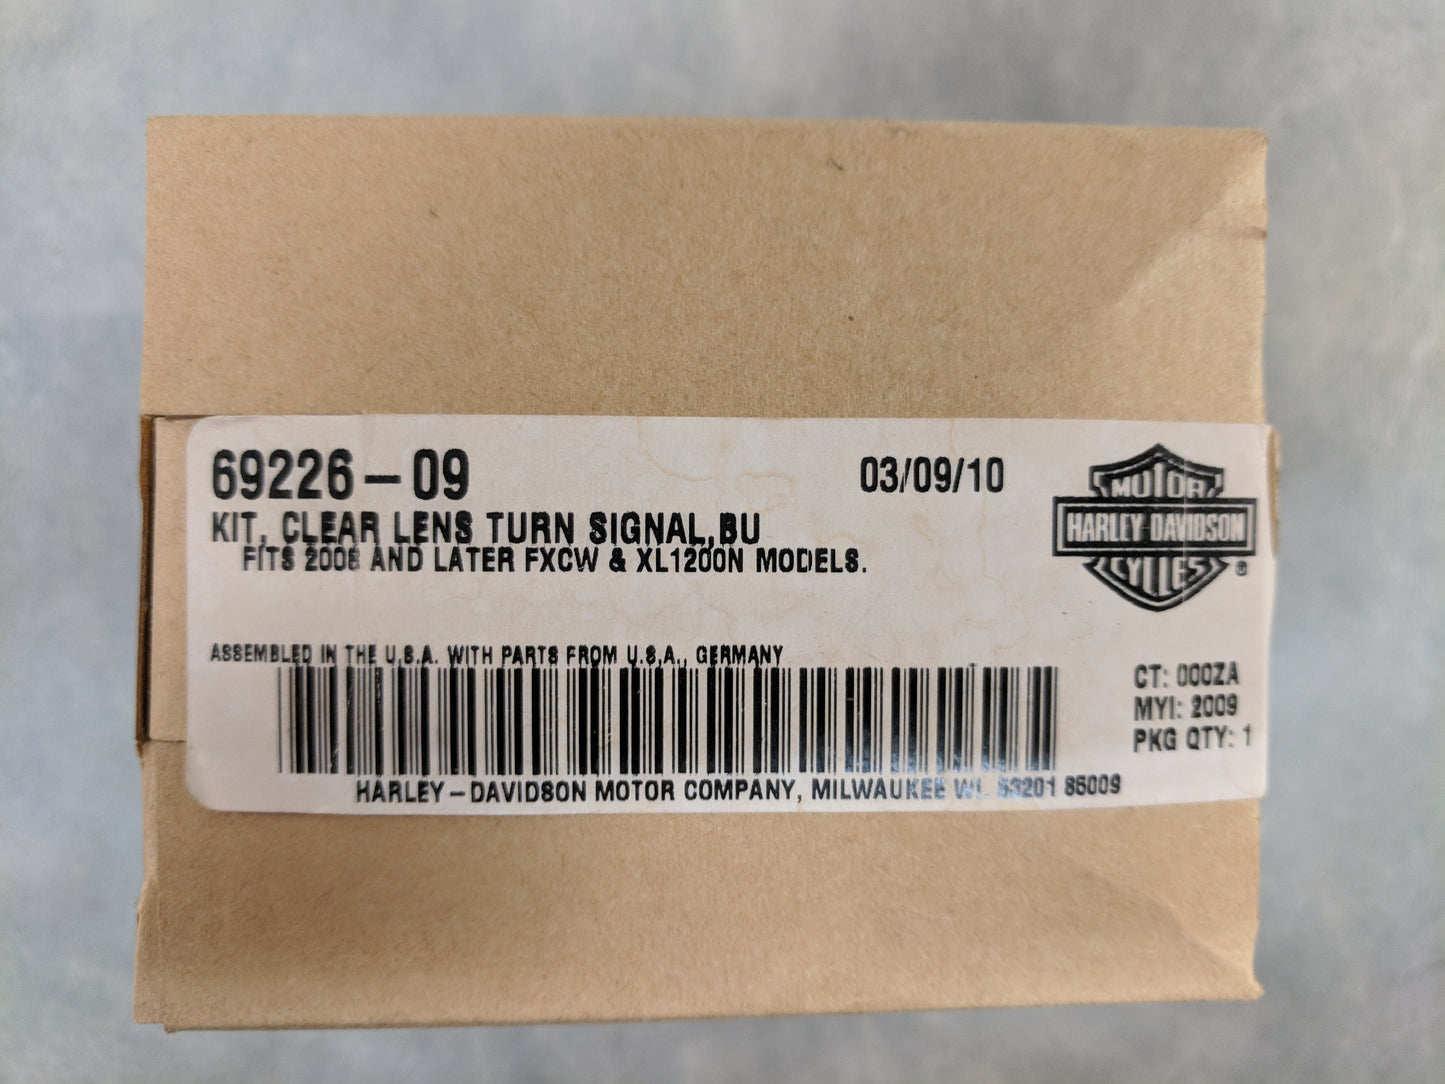 69226-09
03/09/10
KIT, CLEAR LENS TURN SIGNAL,BU
FITS 2008 AND LATER FXCW & XL1200N MODELS.
MOTOR
HARLEY-DAVIDSON
CYCLES
®
ASSEMBLED IN THE U.S.A. WITH PARTS FROM U.S.A., GERMANY
CT: 000ZA
MYI: 2009
PKG QTY: 1
HARLEY-DAVIDSON MOTOR COMPANY, MILWAUKEE WI. 53201 85009